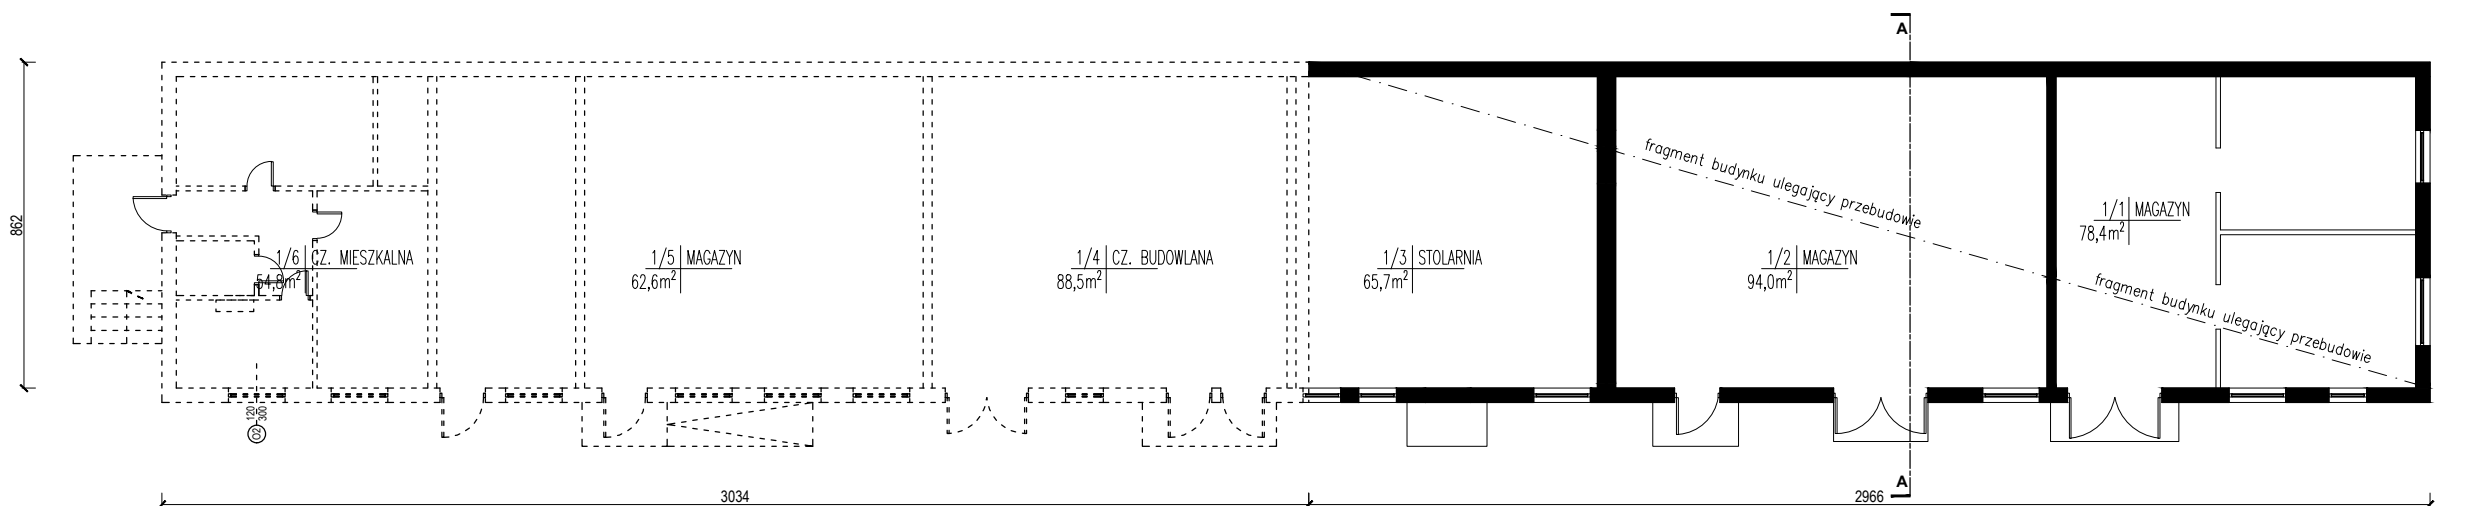 A
862
1/6 CZ. MIESZKALNA
54,8m²
1/5 MAGAZYN
62,6m²
1/4 CZ. BUDOWLANA
88,5m²
1/3 STOLARNIA
65,7m²
fragment budynku ulegający przebudowie
1/2 MAGAZYN
94,0m²
1/1 MAGAZYN
78,4m²
fragment budynku ulegający przebudowie
120
300
O2
A
3034
2966